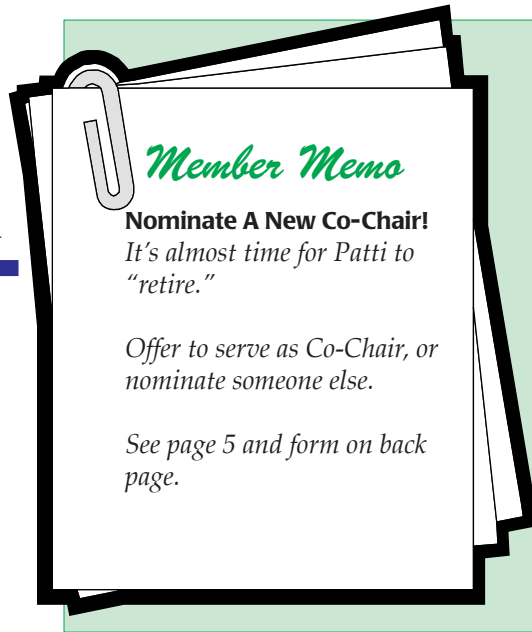 Member Memo
Nominate A New Co-Chair!
It's almost time for Patti to
“retire.”
Offer to serve as Co-Chair, or
nominate someone else.
See page 5 and form on back
page.